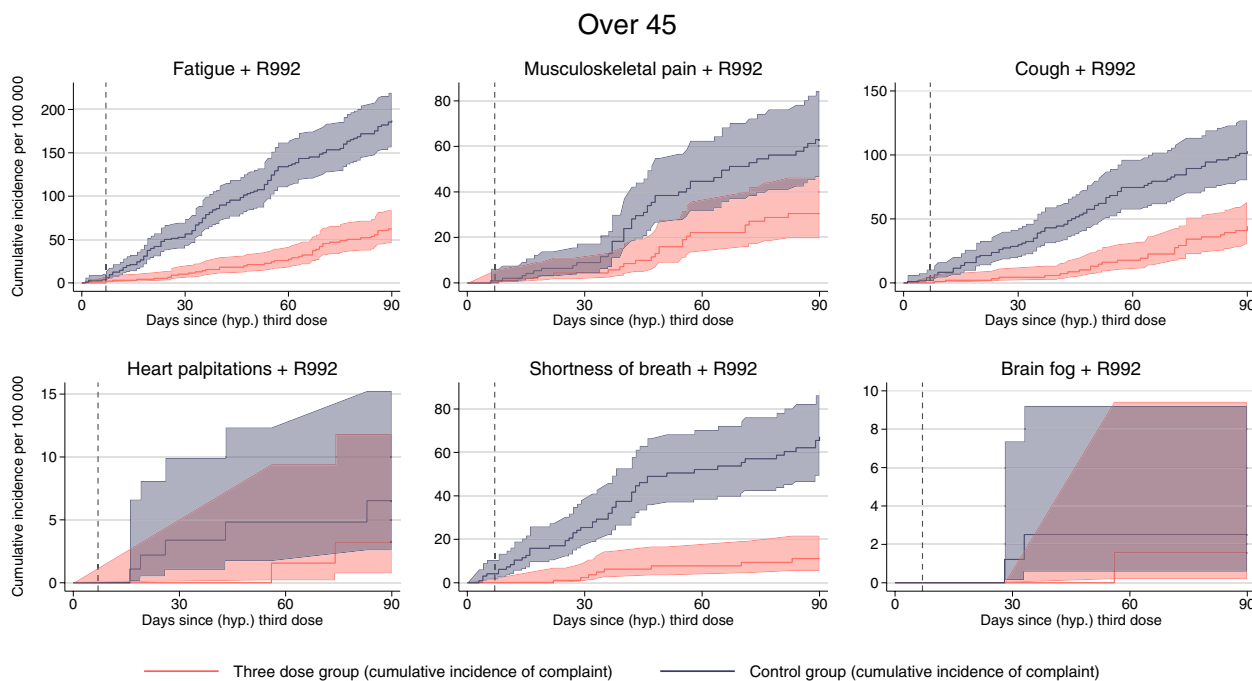 Over 45
Fatigue + R992
Musculoskeletal pain + R992
Cough + R992
Cumulative incidence per 100 000
200
150
100
50
0
0 30 60 90
Days since (hyp.) third dose
80
60
40
20
0
0 30 60 90
Days since (hyp.) third dose
150
100
50
0
0 30 60 90
Days since (hyp.) third dose
Heart palpitations + R992
Shortness of breath + R992
Brain fog + R992
Cumulative incidence per 100 000
15
10
5
0
0 30 60 90
Days since (hyp.) third dose
80
60
40
20
0
0 30 60 90
Days since (hyp.) third dose
10
8
6
4
2
0
0 30 60 90
Days since (hyp.) third dose
Three dose group (cumulative incidence of complaint)
Control group (cumulative incidence of complaint)